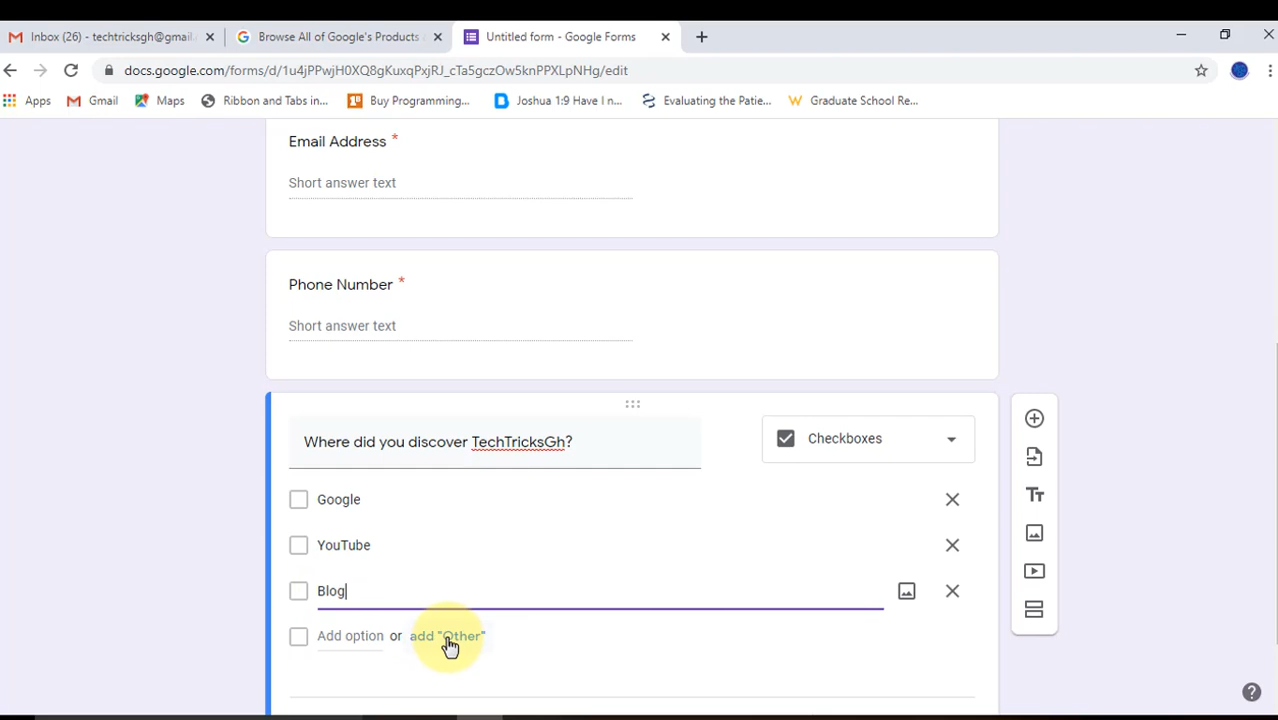 Inbox (26) - techtricksgh@gmail.
Browse All of Google's Products
Untitled form - Google Forms
docs.google.com/forms/d/1u4jPPwjH0XQ8gKuxqPxjRJ_cTa5gczOw5knPPXLpNHg/edit
Apps
Gmail
Maps
Ribbon and Tabs in...
Buy Programming...
Joshua 1:9 Have I n...
Evaluating the Patie...
Graduate School Re...
Email Address *
Short answer text
Phone Number *
Short answer text
Where did you discover TechTricksGh?
Checkboxes
Google
YouTube
Blog
Add option or add "Other"